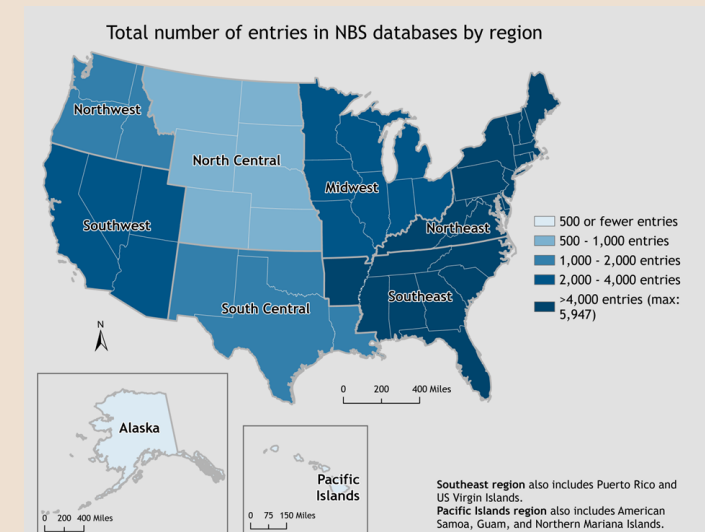 Total number of entries in NBS databases by region
Northwest
North Central
Midwest
Southwest
Northeast
South Central
Southeast
500 or fewer entries
500 - 1,000 entries
1,000 - 2,000 entries
2,000 - 4,000 entries
>4,000 entries (max:
5,947)
N
0 200 400 Miles
Alaska
0 200 400 Miles
Pacific
Islands
0 75 150 Miles
Southeast region also includes Puerto Rico and
US Virgin Islands.
Pacific Islands region also includes American
Samoa, Guam, and Northern Mariana Islands.